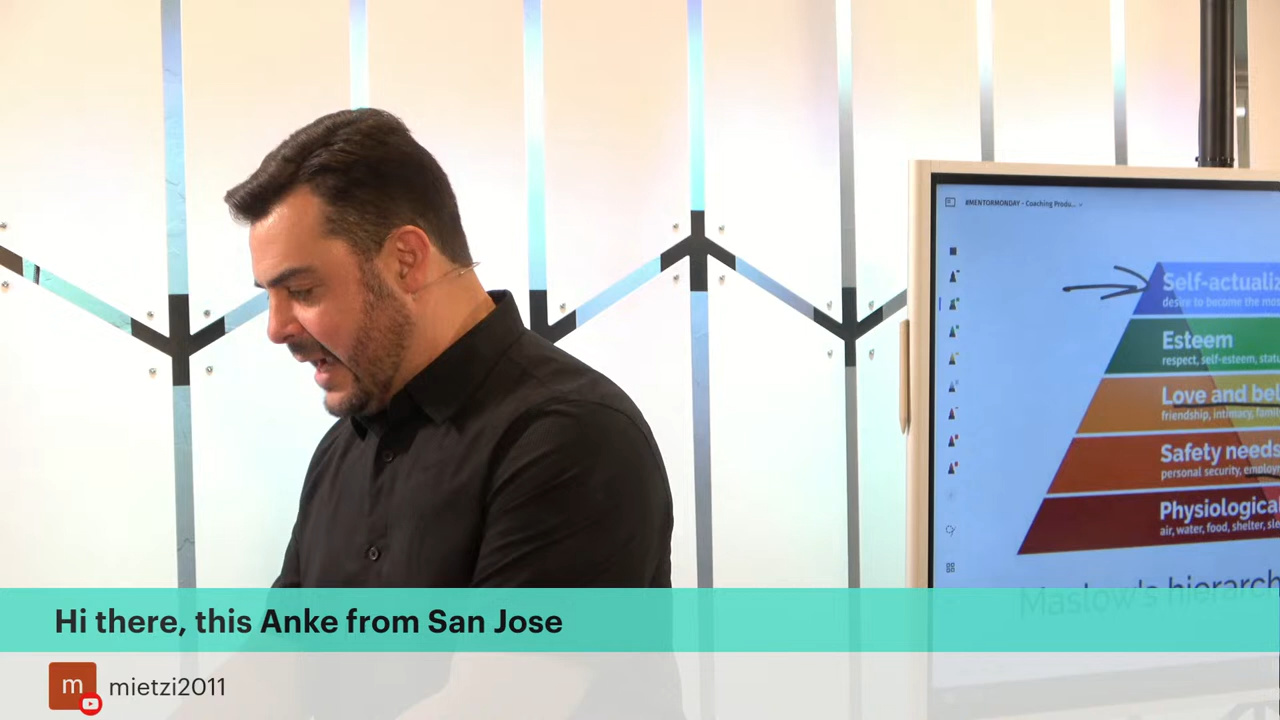 #MENTORMONDAY - Coaching Produ...
Self-actualiz
desire to become the mos
Esteem
respect, self-esteem, statu
Love and bel
friendship, intimacy, fami
Safety needs
personal security, employm
Physiological
air, water, food, shelter, sle
Maslow's hierarch
Hi there, this Anke from San Jose
m
mietzi2011